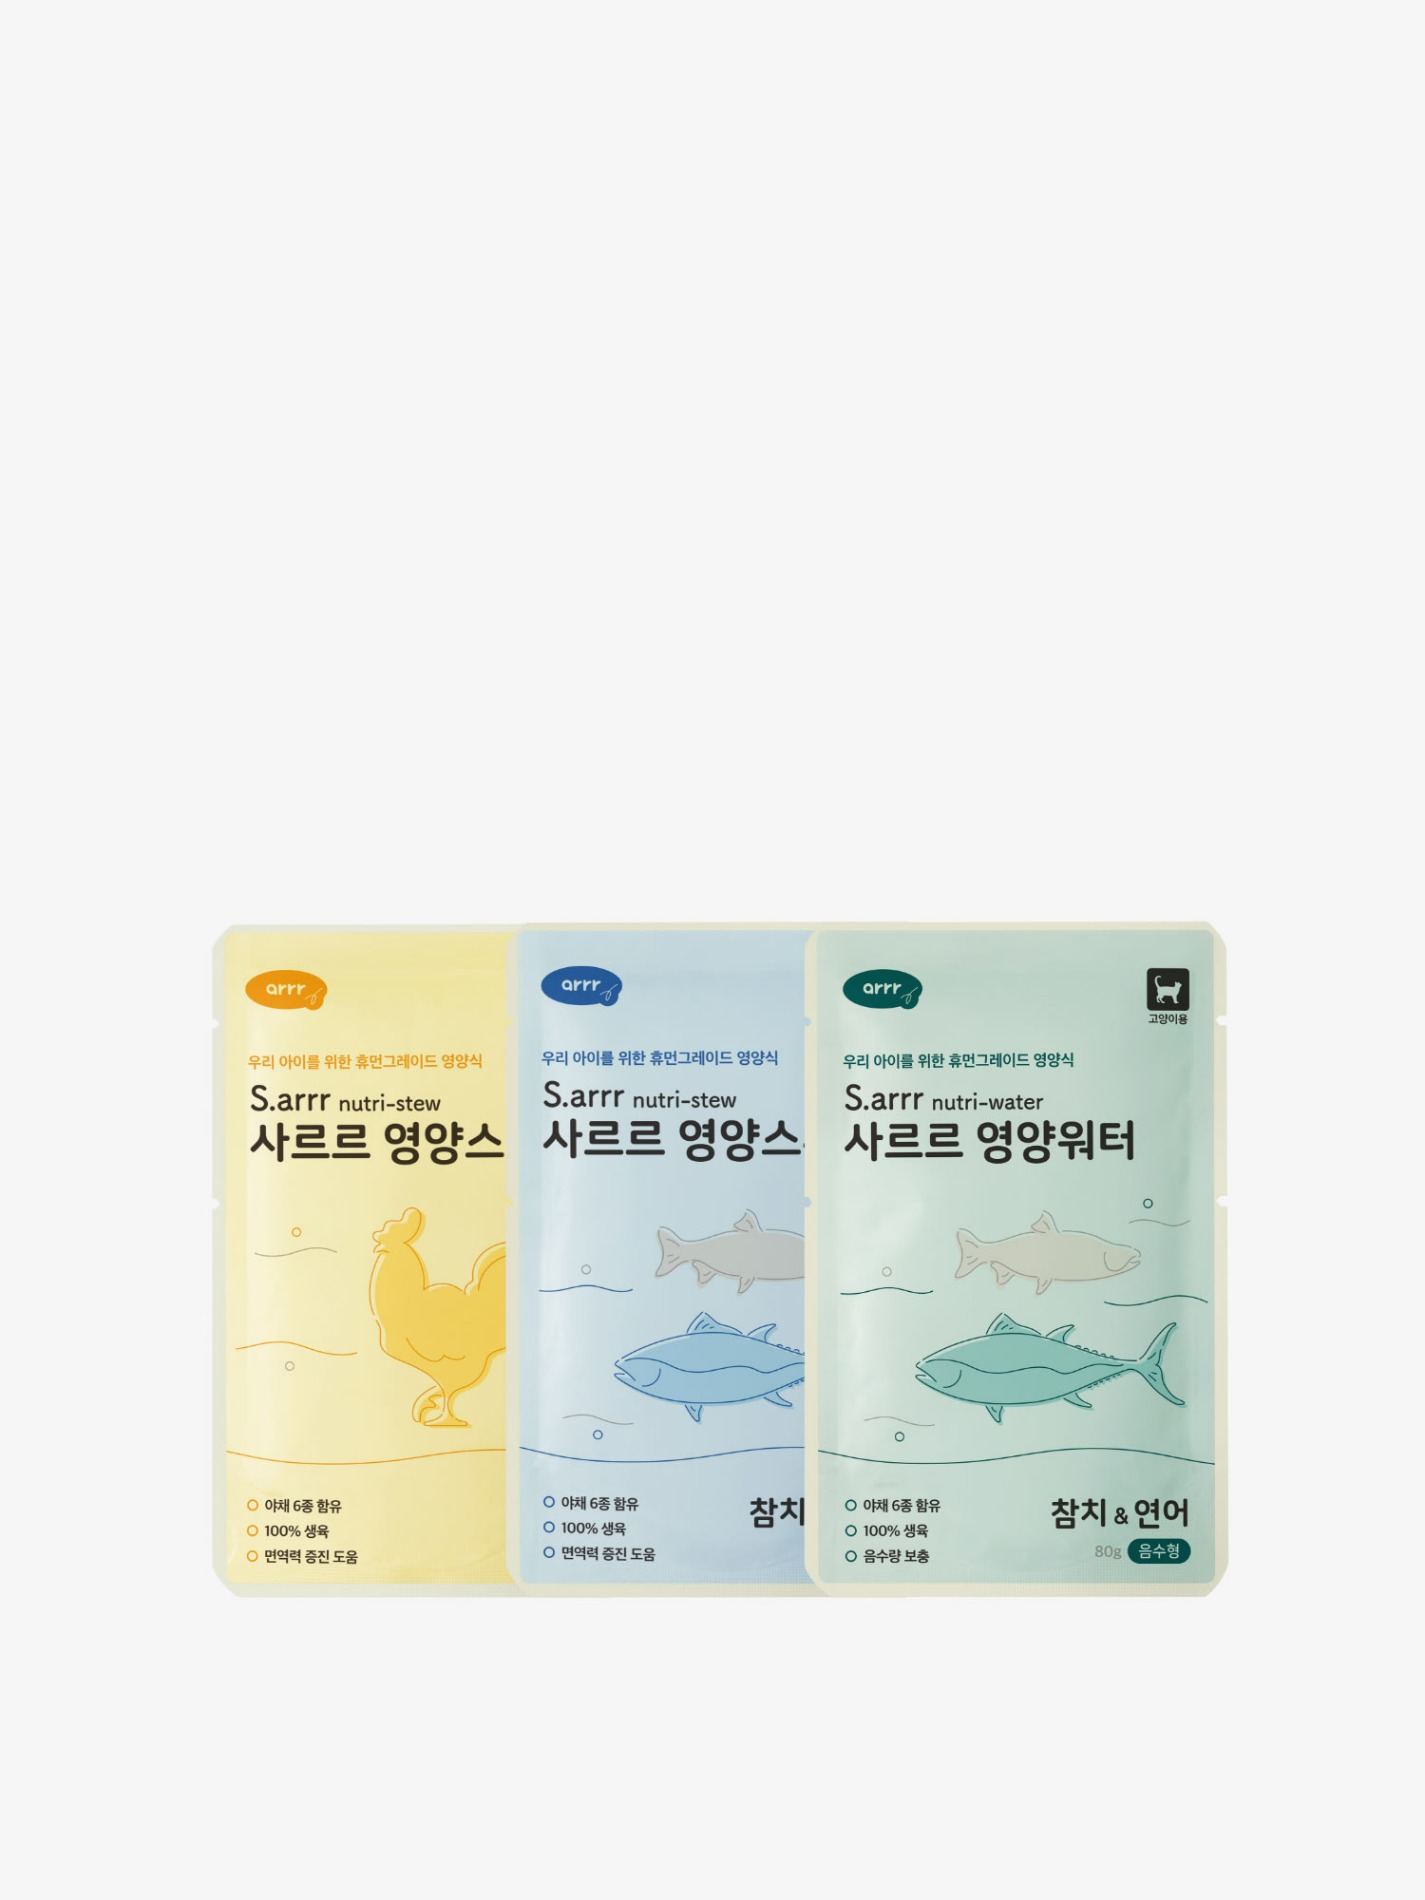 arrr
우리 아이를 위한 휴먼그레이드 영양식
S.arrr nutri-stew
사르르 영양스
야채 6종 함유
100% 생육
면역력 증진 도움
arrr
우리 아이를 위한 휴먼그레이드 영양식
S.arrr nutri-stew
사르르 영양스
야채 6종 함유
100% 생육
면역력 증진 도움
참치
arrr
고양이용
우리 아이를 위한 휴먼그레이드 영양식
S.arrr nutri-water
사르르 영양워터
야채 6종 함유
100% 생육
음수량 보충
참치 & 연어
80g 음수형